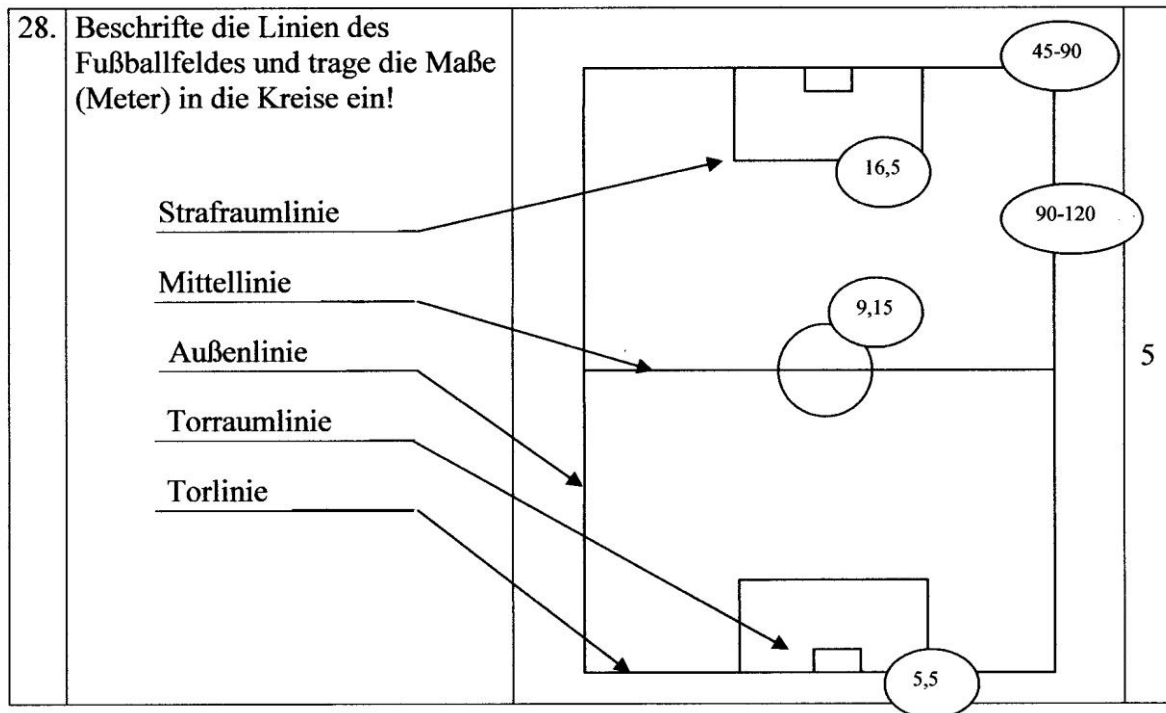 28. Beschrifte die Linien des
Fußballfeldes und trage die Maße
(Meter) in die Kreise ein!
Strafraumlinie
Mittellinie
Außenlinie
Torraumlinie
Torlinie
45-90
16,5
90-120
9,15
5,5
5